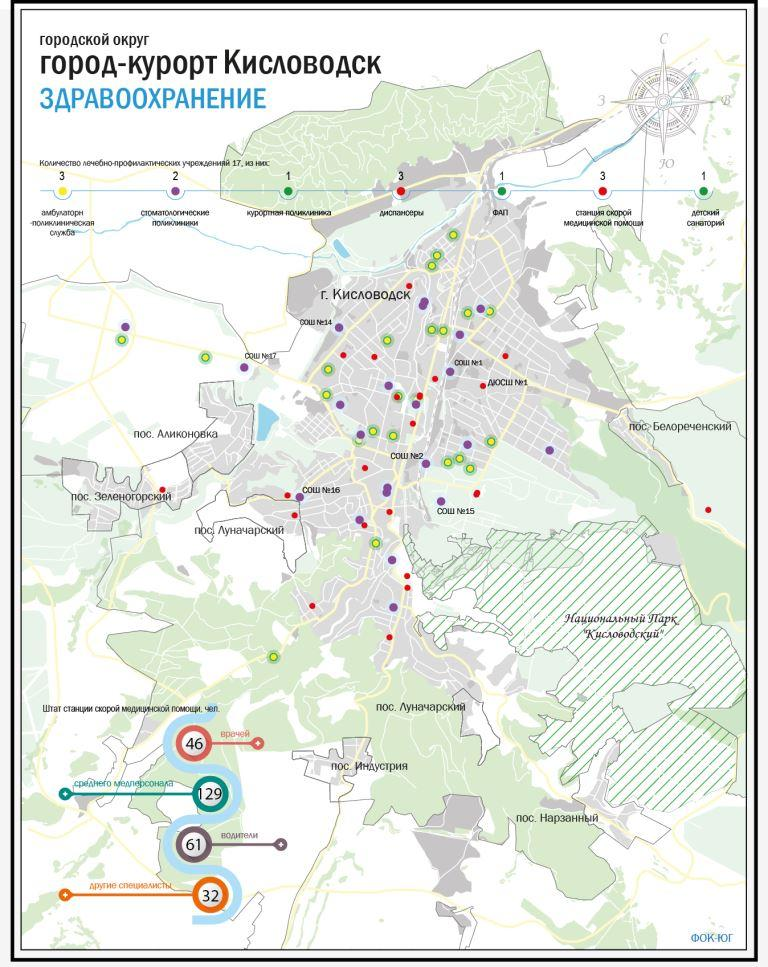 городской округ
город-курорт Кисловодск
ЗДРАВООХРАНЕНИЕ
С
З
В
Ю
Количество лечебно-профилактических учреждений 17, из них:
3
2
1
3
1
3
1
амбулаторн
-поликлиническая
служба
стоматологические
поликлиники
курортная поликлиника
диспансеры
ФАП
станция скорой
медицинской помощи
детский
санаторий
г. Кисловодск
СОШ №14
СОШ №17
СОШ №1
ДЮСШ №1
пос. Аликоновка
пос. Белореченский
СОШ №2
пос. Зеленогорский
СОШ №16
СОШ №15
пос. Луначарский
Национальный Парк
"Кисловодский"
пос. Луначарский
Штат станции скорой медицинской помощи, чел.
46
врачей
пос. Индустрия
среднего медперсонала
129
пос. Нарзанный
61
водители
другие специалисты
32
ФОК-ЮГ